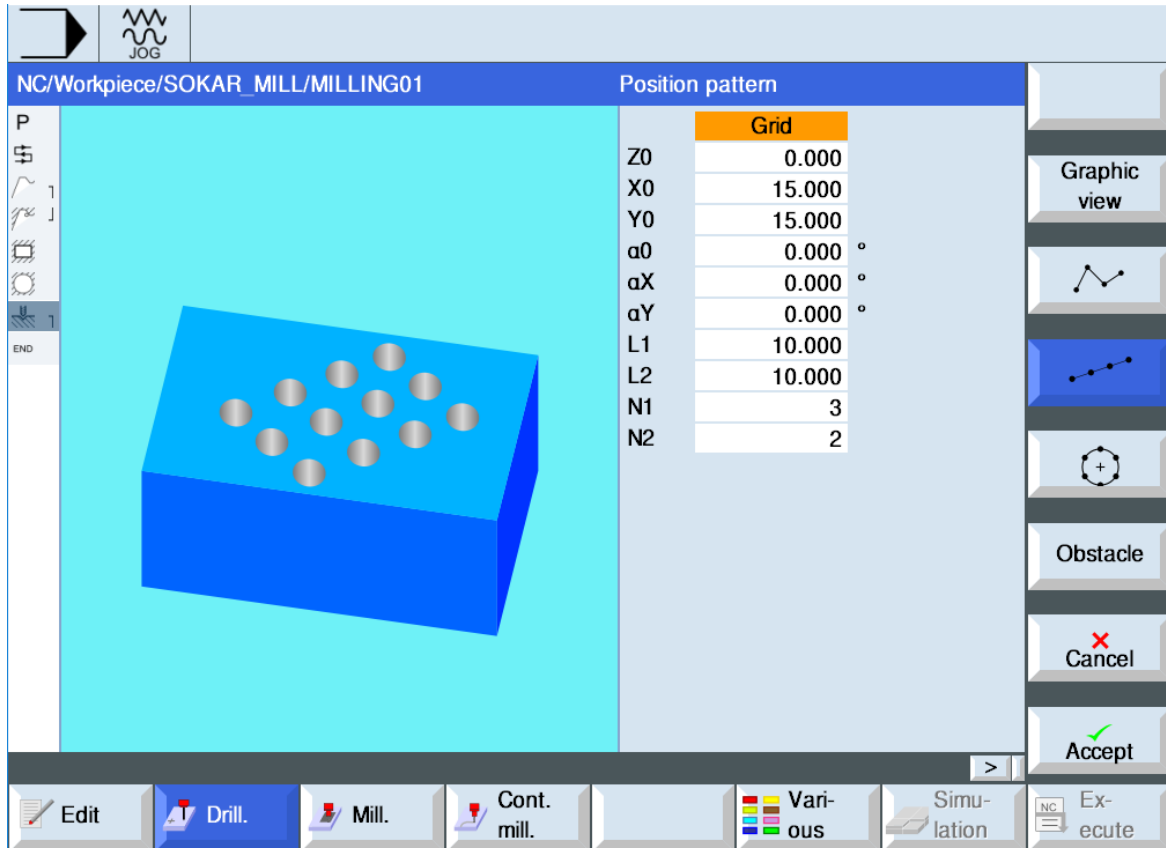 JOG
NC/Workpiece/SOKAR_MILL/MILLING01
Position pattern
P
END
Grid
Z0 0.000
X0 15.000
Y0 15.000
α0 0.000 °
αX 0.000 °
αY 0.000 °
L1 10.000
L2 10.000
N1 3
N2 2
Graphic
view
Obstacle
Cancel
Accept
>
Edit
Drill.
Mill.
Cont.
mill.
Vari-
ous
Simu-
lation
NC
Ex-
ecute